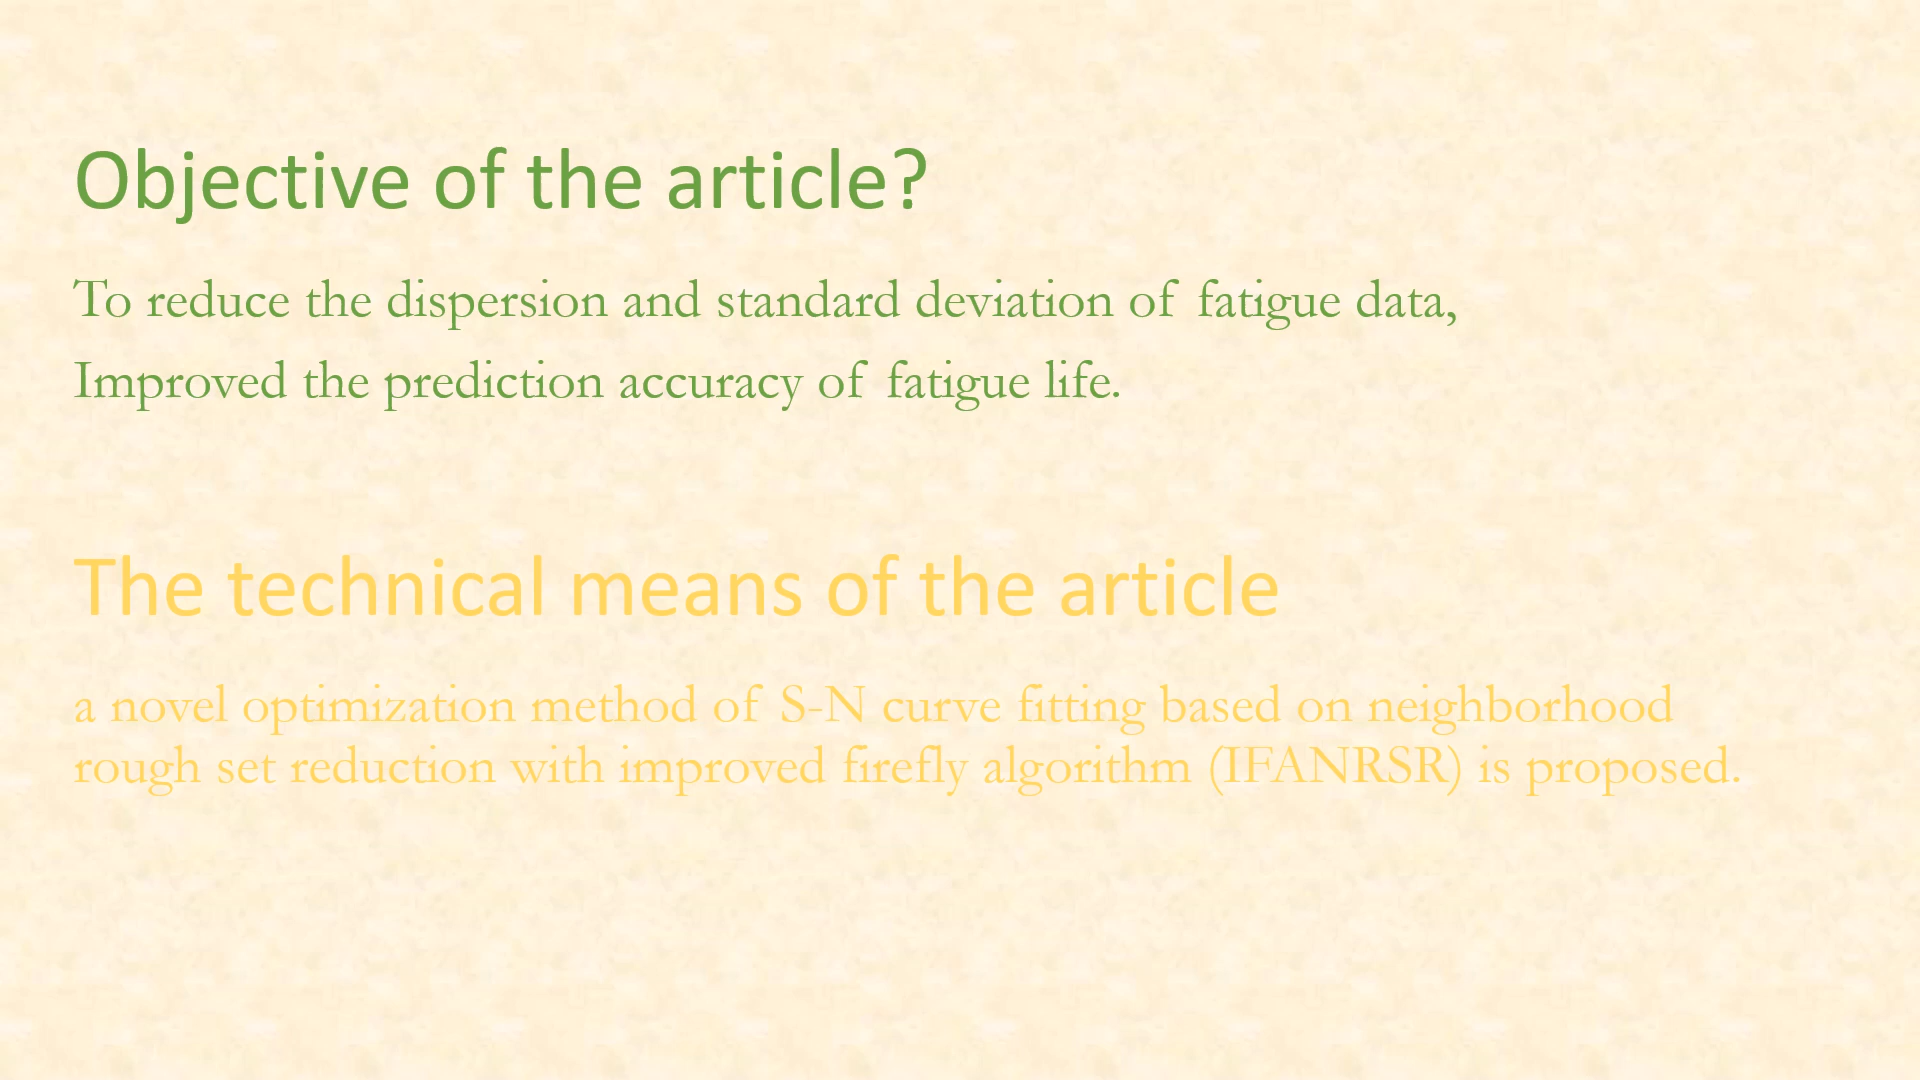 Objective of the article?
To reduce the dispersion and standard deviation of fatigue data,
Improved the prediction accuracy of fatigue life.
The technical means of the article
a novel optimization method of S-N curve fitting based on neighborhood
rough set reduction with improved firefly algorithm (IFANRSR) is proposed.